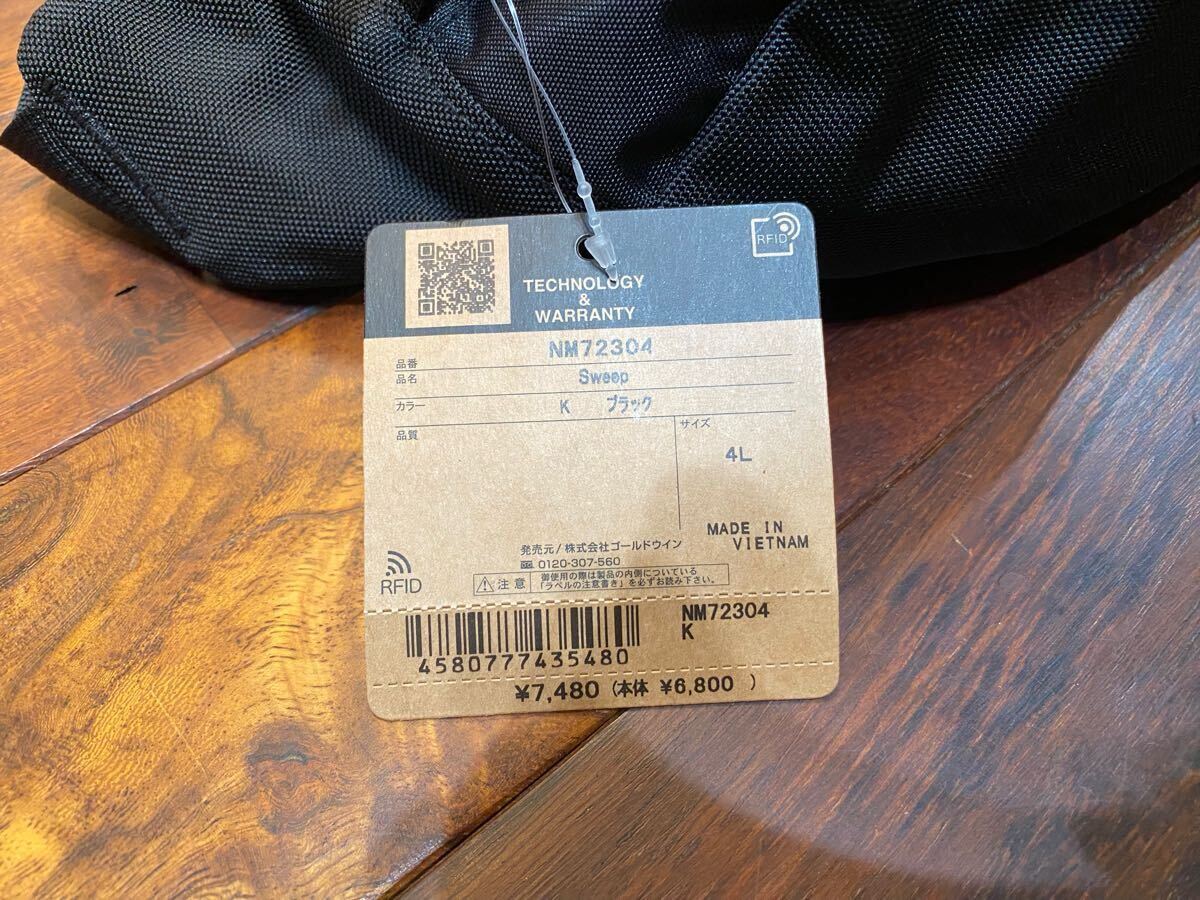 RFID
TECHNOLOGY
&
WARRANTY
品番 NM72304
品名 Sweep
カラー K ブラック
品質
サイズ
4L
MADE IN
VIETNAM
発売元/株式会社ゴールドウイン
0120-307-560
RFID
注意
御使用の際は製品の内側についている
「ラベルの注意書き」を必ずお読み下さい。
NM72304
K
4580777435480
¥7,480 (本体 ¥6,800 )